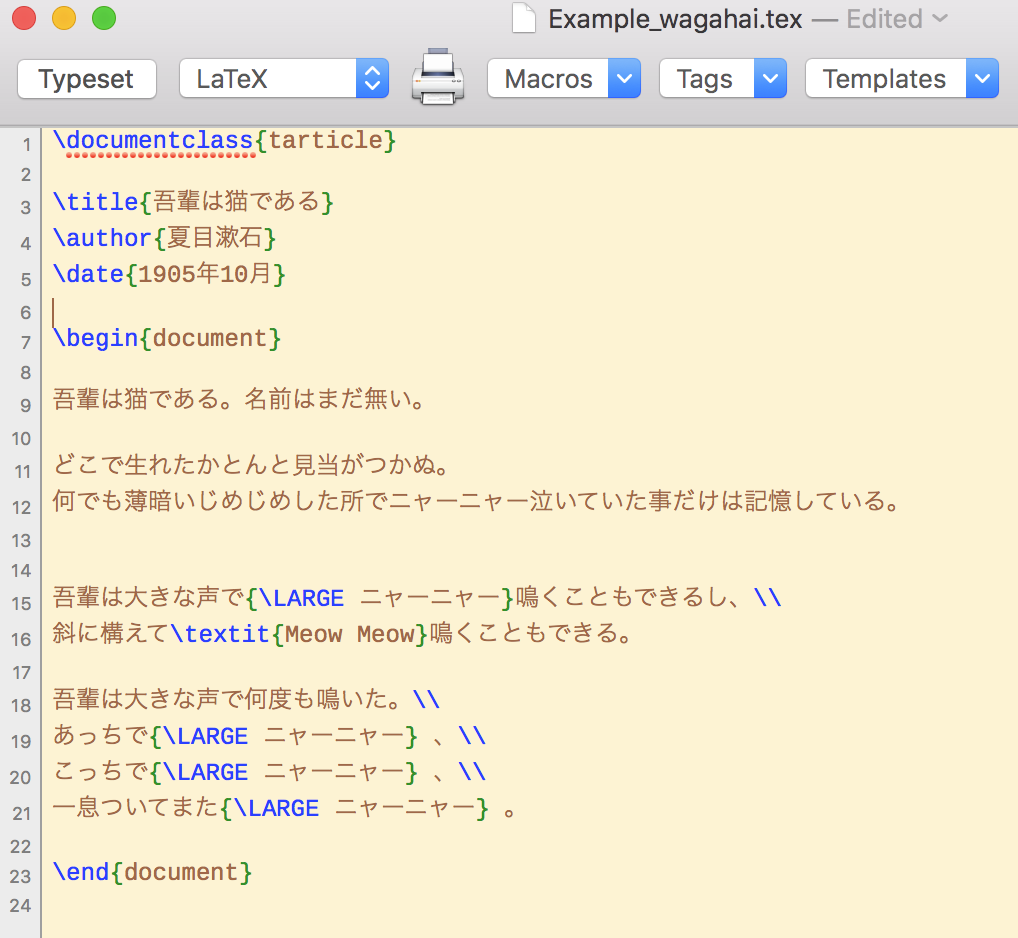 Example_wagahai.tex — Edited
Typeset LaTeX Macros Tags Templates
1 \documentclass{tarticle}
2
3 \title{吾輩は猫である}
4 \author{夏目漱石}
5 \date{1905年10月}
6
7 \begin{document}
8
9 吾輩は猫である。名前はまだ無い。
10
11 どこで生れたかとんと見当がつかぬ。
12 何でも薄暗いじめじめした所でニャーニャー泣いていた事だけは記憶している。
13
14
15 吾輩は大きな声で{\LARGE ニャーニャー}鳴くこともできるし、\\
16 斜に構えて\textit{Meow Meow}鳴くこともできる。
17
18 吾輩は大きな声で何度も鳴いた。\\
19 あっちで{\LARGE ニャーニャー} 、\\
20 こっちで{\LARGE ニャーニャー} 、\\
21 一息ついてまた{\LARGE ニャーニャー} 。
22
23 \end{document}
24